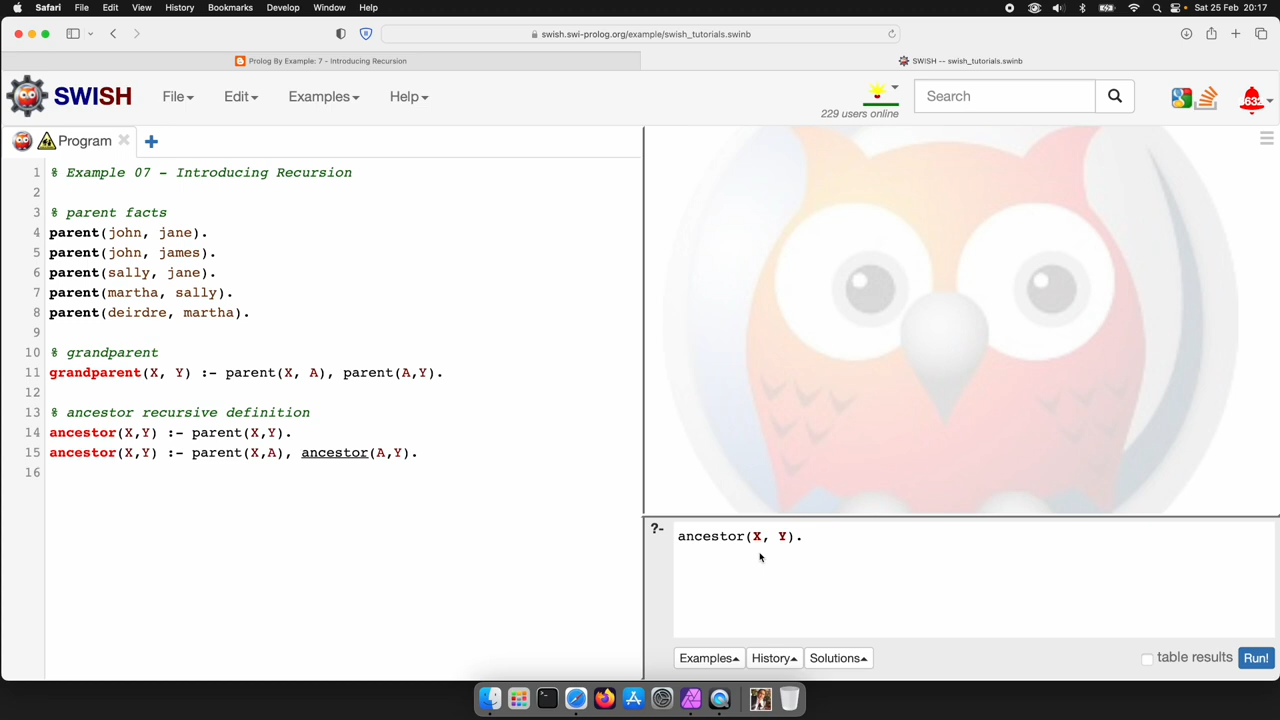 Safari File Edit View History Bookmarks Develop Window Help Sat 25 Feb 20:17
swish.swi-prolog.org/example/swish_tutorials.swinb
Prolog By Example: 7 - Introducing Recursion
SWISH -- swish_tutorials.swinb
SWISH File Edit Examples Help
229 users online
Search
632
Program
1 % Example 07 - Introducing Recursion
2
3 % parent facts
4 parent(john, jane).
5 parent(john, james).
6 parent(sally, jane).
7 parent(martha, sally).
8 parent(deirdre, martha).
9
10 % grandparent
11 grandparent(X, Y) :- parent(X, A), parent(A,Y).
12
13 % ancestor recursive definition
14 ancestor(X,Y) :- parent(X,Y).
15 ancestor(X,Y) :- parent(X,A), ancestor(A,Y).
16
?- ancestor(X, Y).
Examples History Solutions table results Run!